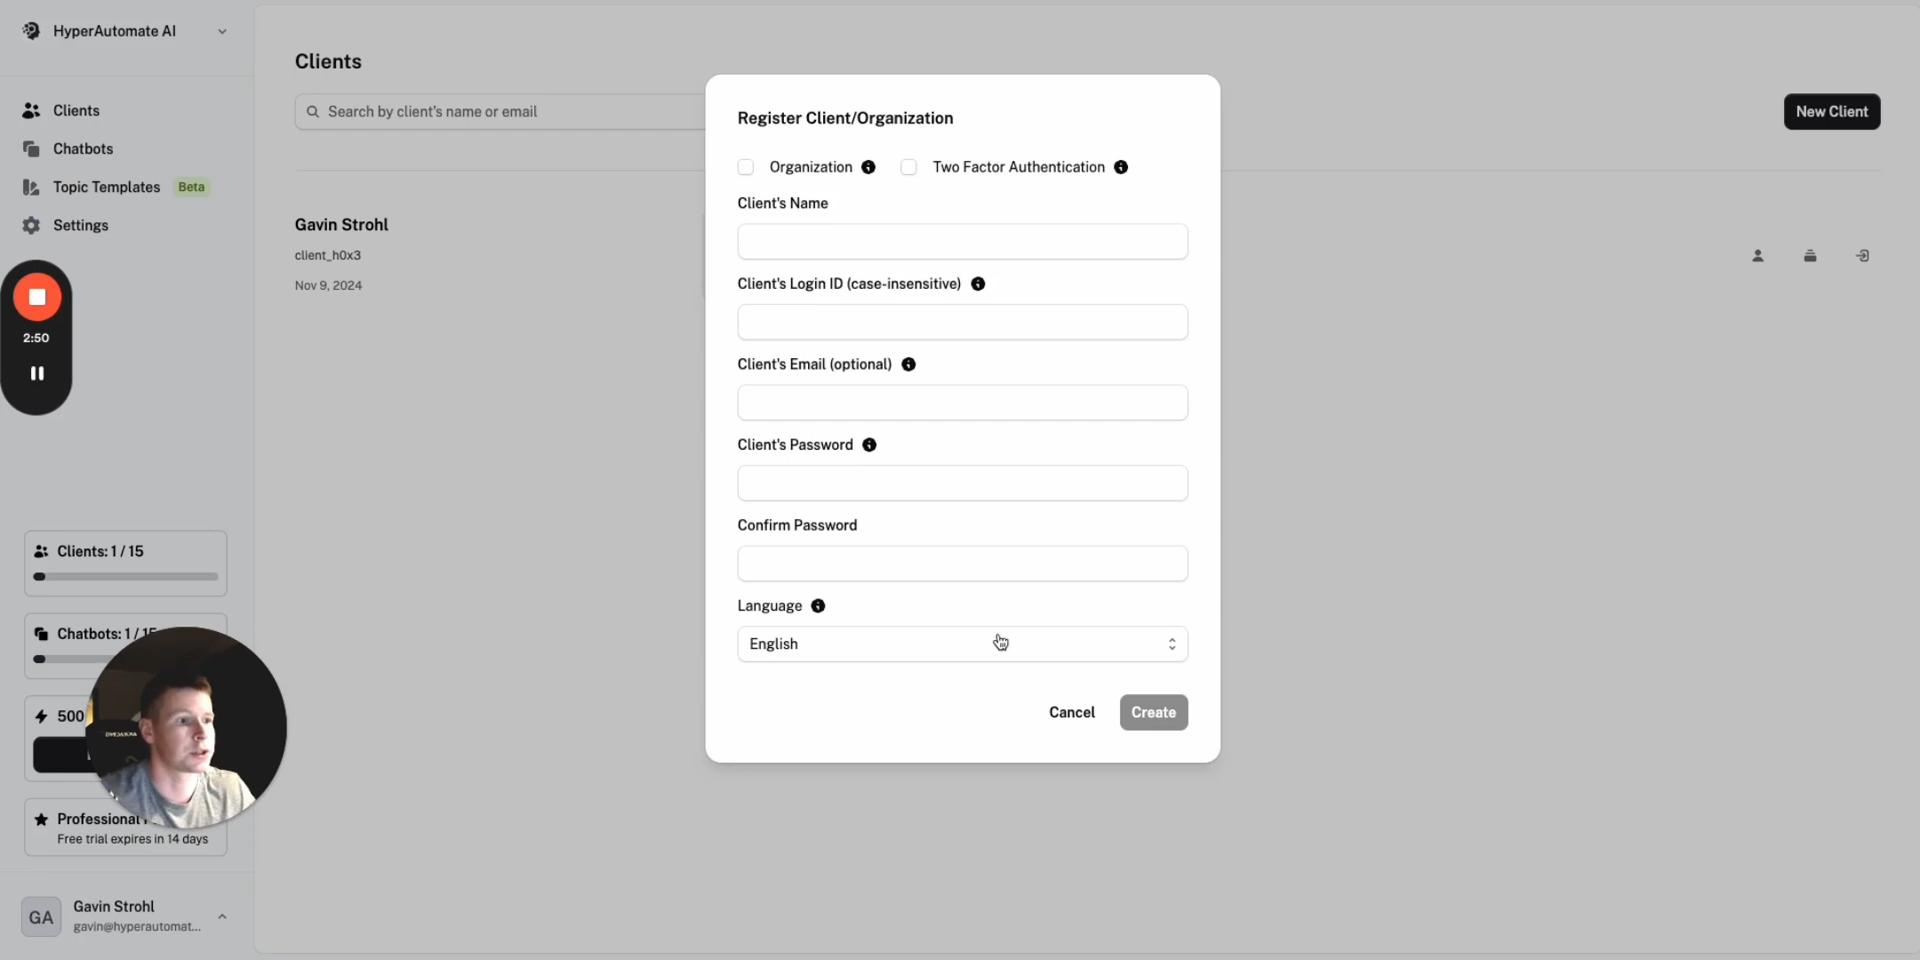 HyperAutomate AI
Clients
Chatbots
Topic Templates Beta
Settings
2:50
Clients: 1 / 15
Chatbots: 1 / 15
500
Professional
Free trial expires in 14 days
GA
Gavin Strohl
gavin@hyperautomat...
Clients
Search by client's name or email
New Client
Gavin Strohl
client_h0x3
Nov 9, 2024
Register Client/Organization
Organization
Two Factor Authentication
Client's Name
Client's Login ID (case-insensitive)
Client's Email (optional)
Client's Password
Confirm Password
Language
English
Cancel
Create